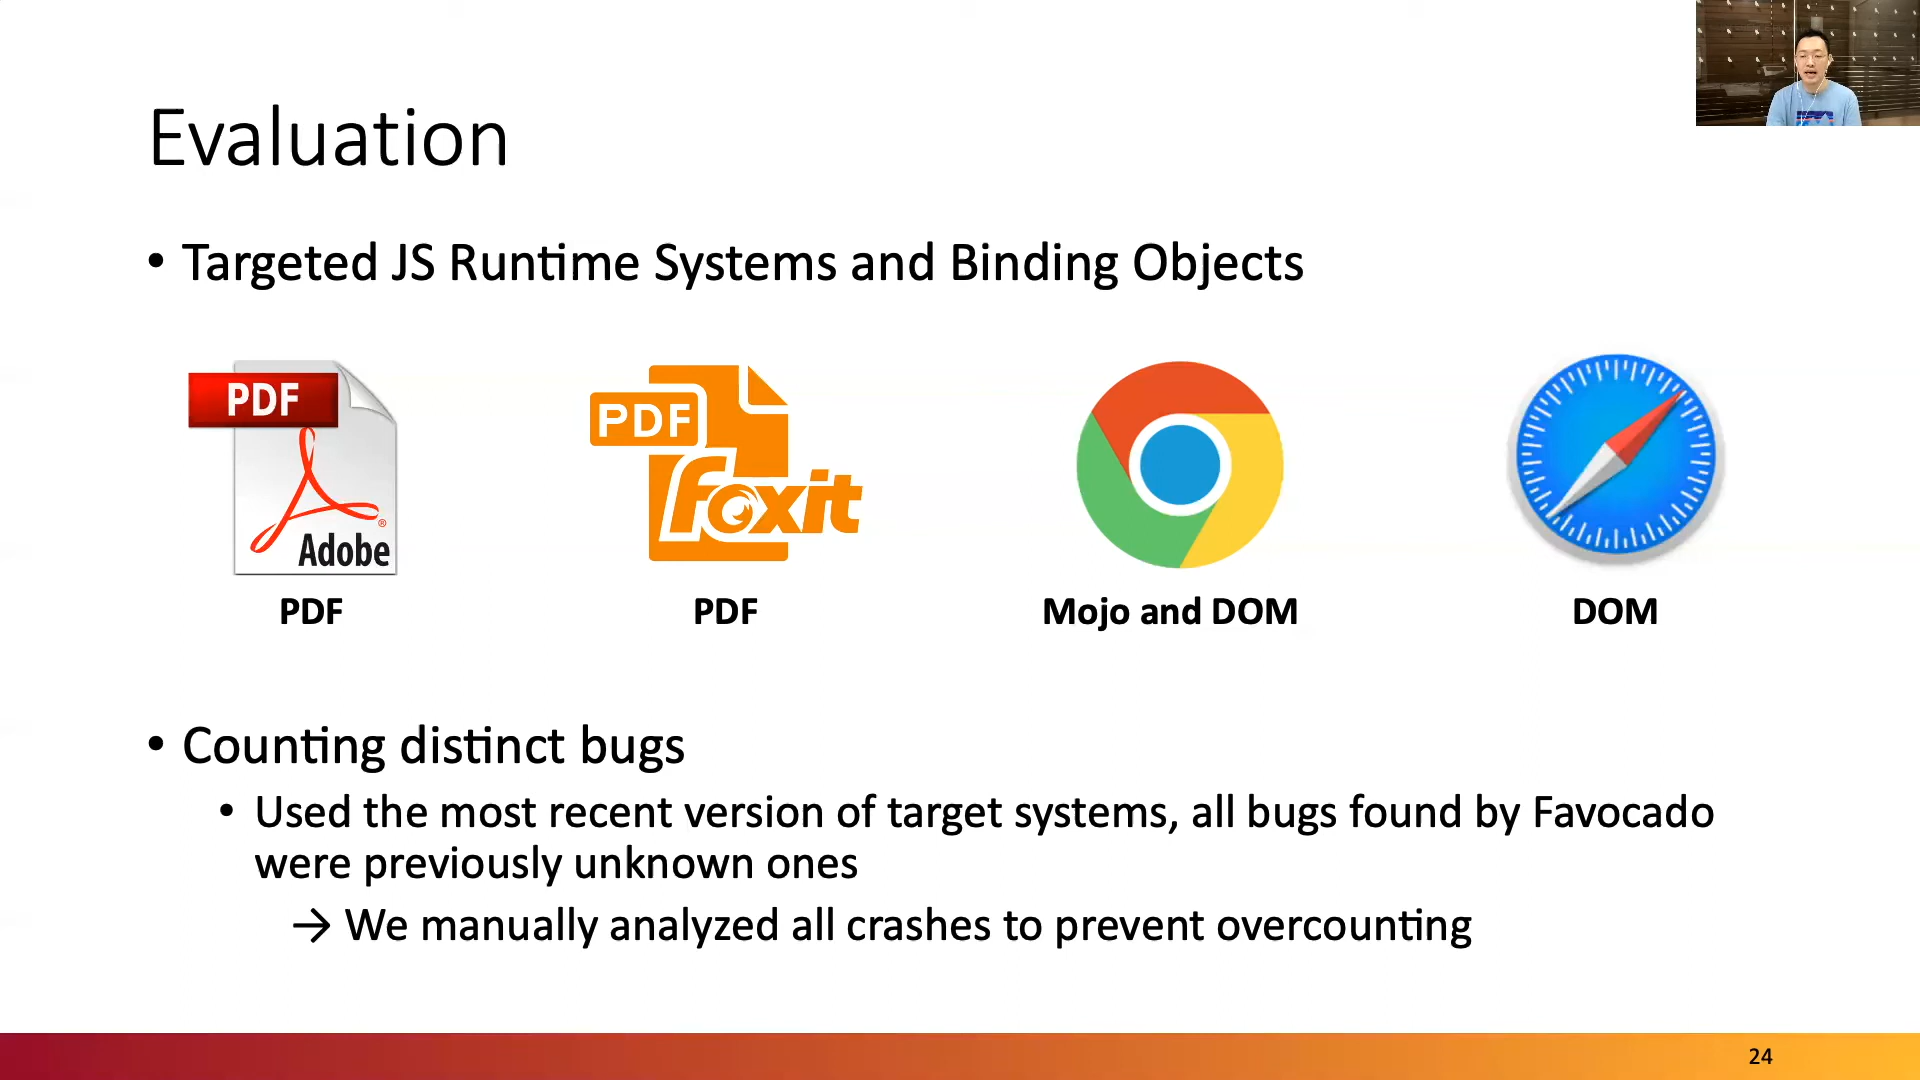 Evaluation
• Targeted JS Runtime Systems and Binding Objects
PDF
Adobe
®
PDF
foxit
PDF
PDF
Mojo and DOM
DOM
• Counting distinct bugs
• Used the most recent version of target systems, all bugs found by Favocado
were previously unknown ones
→ We manually analyzed all crashes to prevent overcounting
24